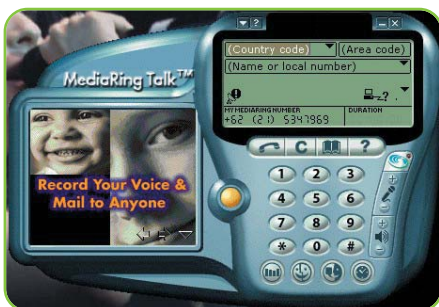 MediaRing Talk™
Record Your Voice &
Mail to Anyone
?
(Country code) (Area code)
(Name or local number)
?
MY MEDIARING NUMBER DURATION
+62 (21) 5347969
C ?
1 2 3
4 5 6
7 8 9
* 0 #